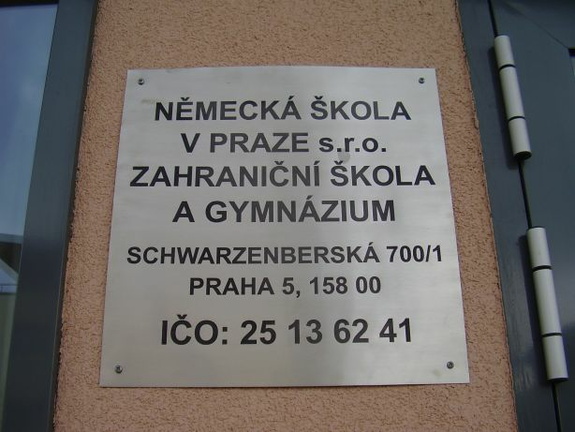 NĚMECKÁ ŠKOLA
V PRAZE s.r.o.
ZAHRANIČNÍ ŠKOLA
A GYMNÁZIUM
SCHWARZENBERSKÁ 700/1
PRAHA 5, 158 00
IČO: 25 13 62 41